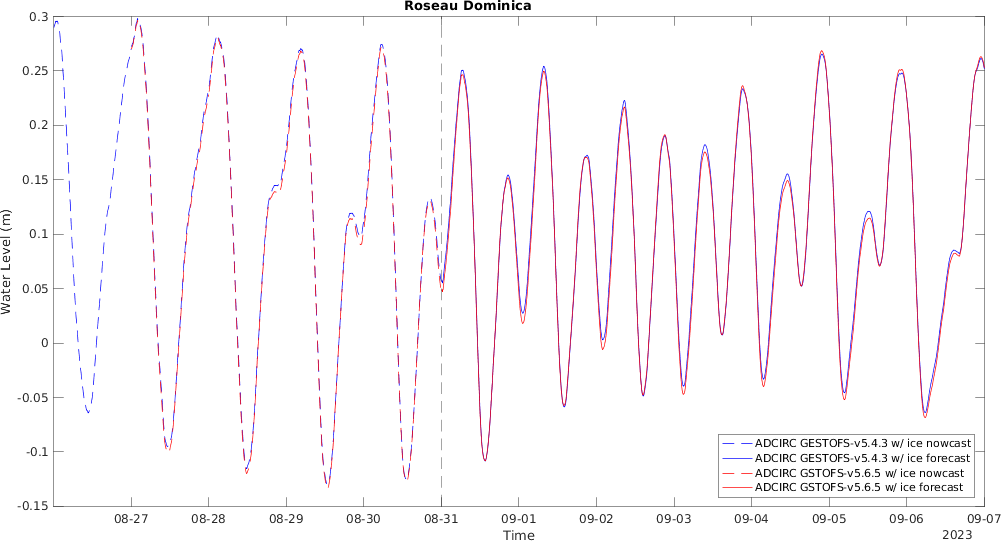 Roseau Dominica
0.3
0.25
0.2
0.15
0.1
0.05
0
-0.05
-0.1
-0.15
Water Level (m)
ADCIRC GESTOFS-v5.4.3 w/ ice nowcast
ADCIRC GESTOFS-v5.4.3 w/ ice forecast
ADCIRC GSTOFS-v5.6.5 w/ ice nowcast
ADCIRC GSTOFS-v5.6.5 w/ ice forecast
08-27 08-28 08-29 08-30 08-31 09-01 09-02 09-03 09-04 09-05 09-06 09-07
Time
2023